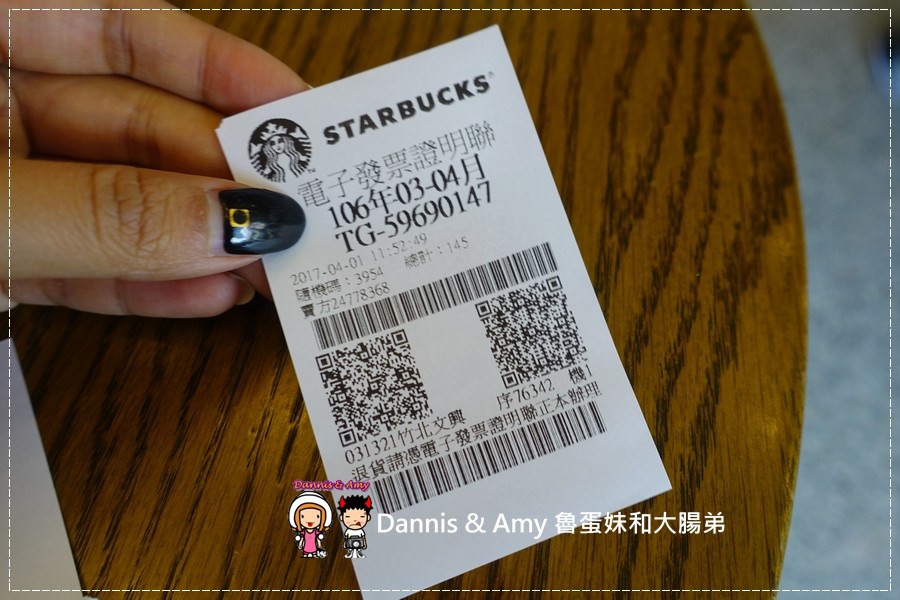 STARBUCKS
電子發票證明聯
106年03-04月
TG-59690147
2017-04-01 11:52:49
隨機碼：3954 總計：145
賣方24778368
031321竹北文興 序76342 機1
退貨請憑電子發票證明聯正本辦理
Dannis & Amy
Dannis & Amy 魯蛋妹和大腸弟